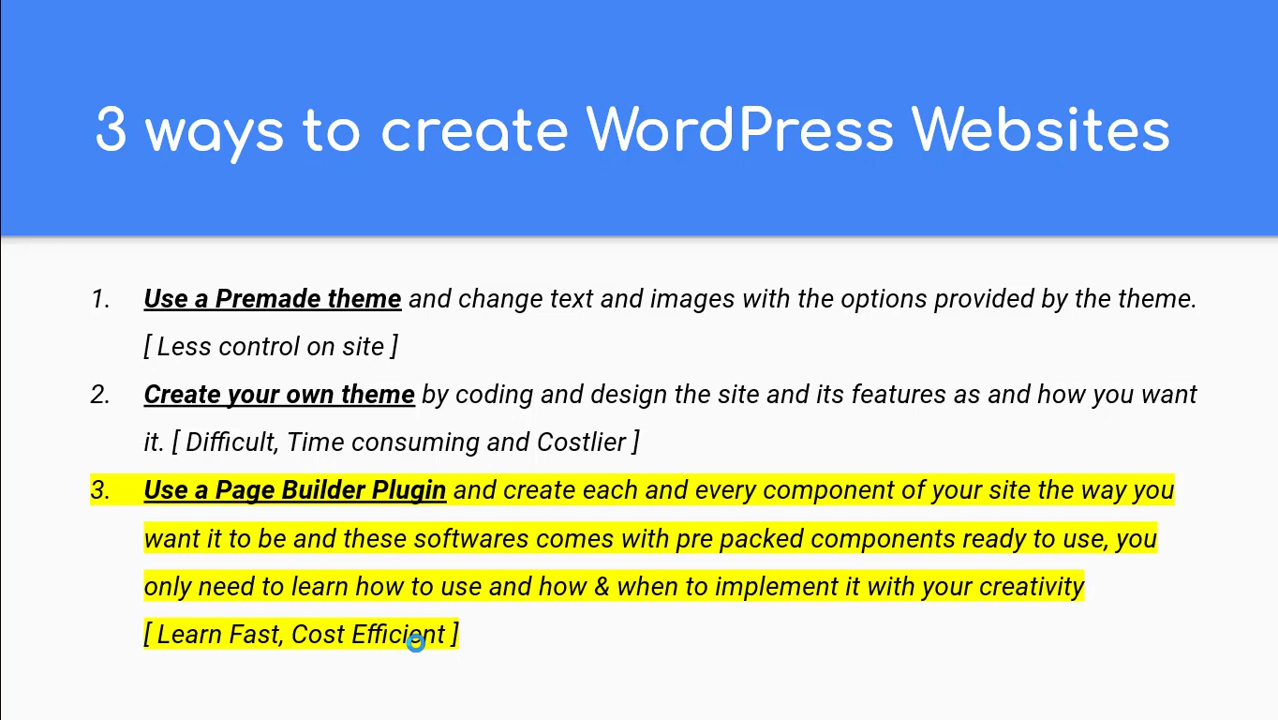 3 ways to create WordPress Websites
1. Use a Premade theme and change text and images with the options provided by the theme.
[ Less control on site ]
2. Create your own theme by coding and design the site and its features as and how you want
it. [ Difficult, Time consuming and Costlier ]
3. Use a Page Builder Plugin and create each and every component of your site the way you
want it to be and these softwares comes with pre packed components ready to use, you
only need to learn how to use and how & when to implement it with your creativity
[ Learn Fast, Cost Efficient ]